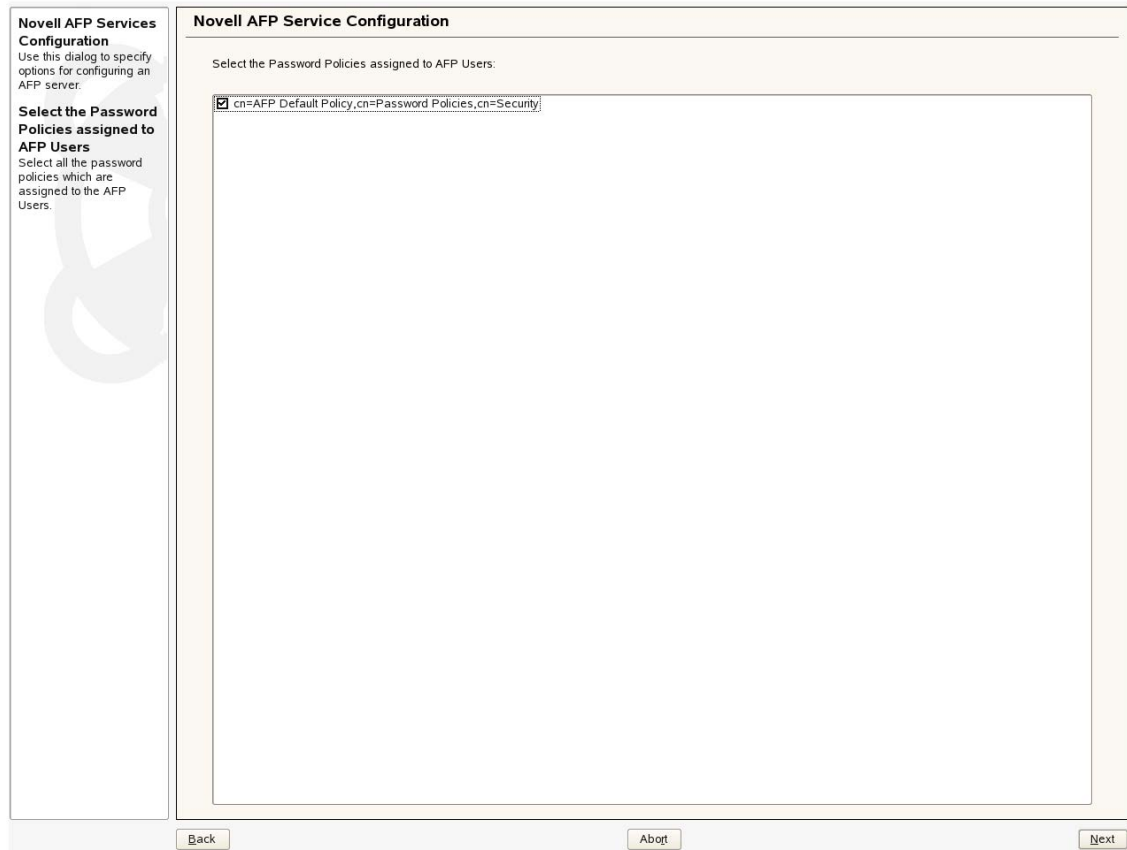 Novell AFP Services
Configuration
Use this dialog to specify
options for configuring an
AFP server.
Select the Password
Policies assigned to
AFP Users
Select all the password
policies which are
assigned to the AFP
Users.
Novell AFP Service Configuration
Select the Password Policies assigned to AFP Users:
cn=AFP Default Policy,cn=Password Policies,cn=Security
Back
Abort
Next